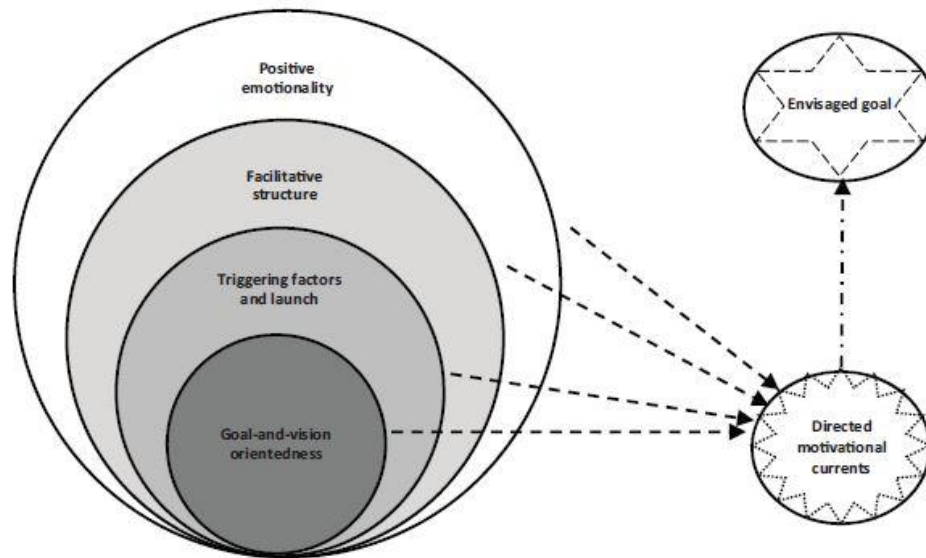 Positive
emotionality
Facilitative
structure
Triggering factors
and launch
Goal-and-vision
orientedness
Envisaged goal
Directed
motivational
currents